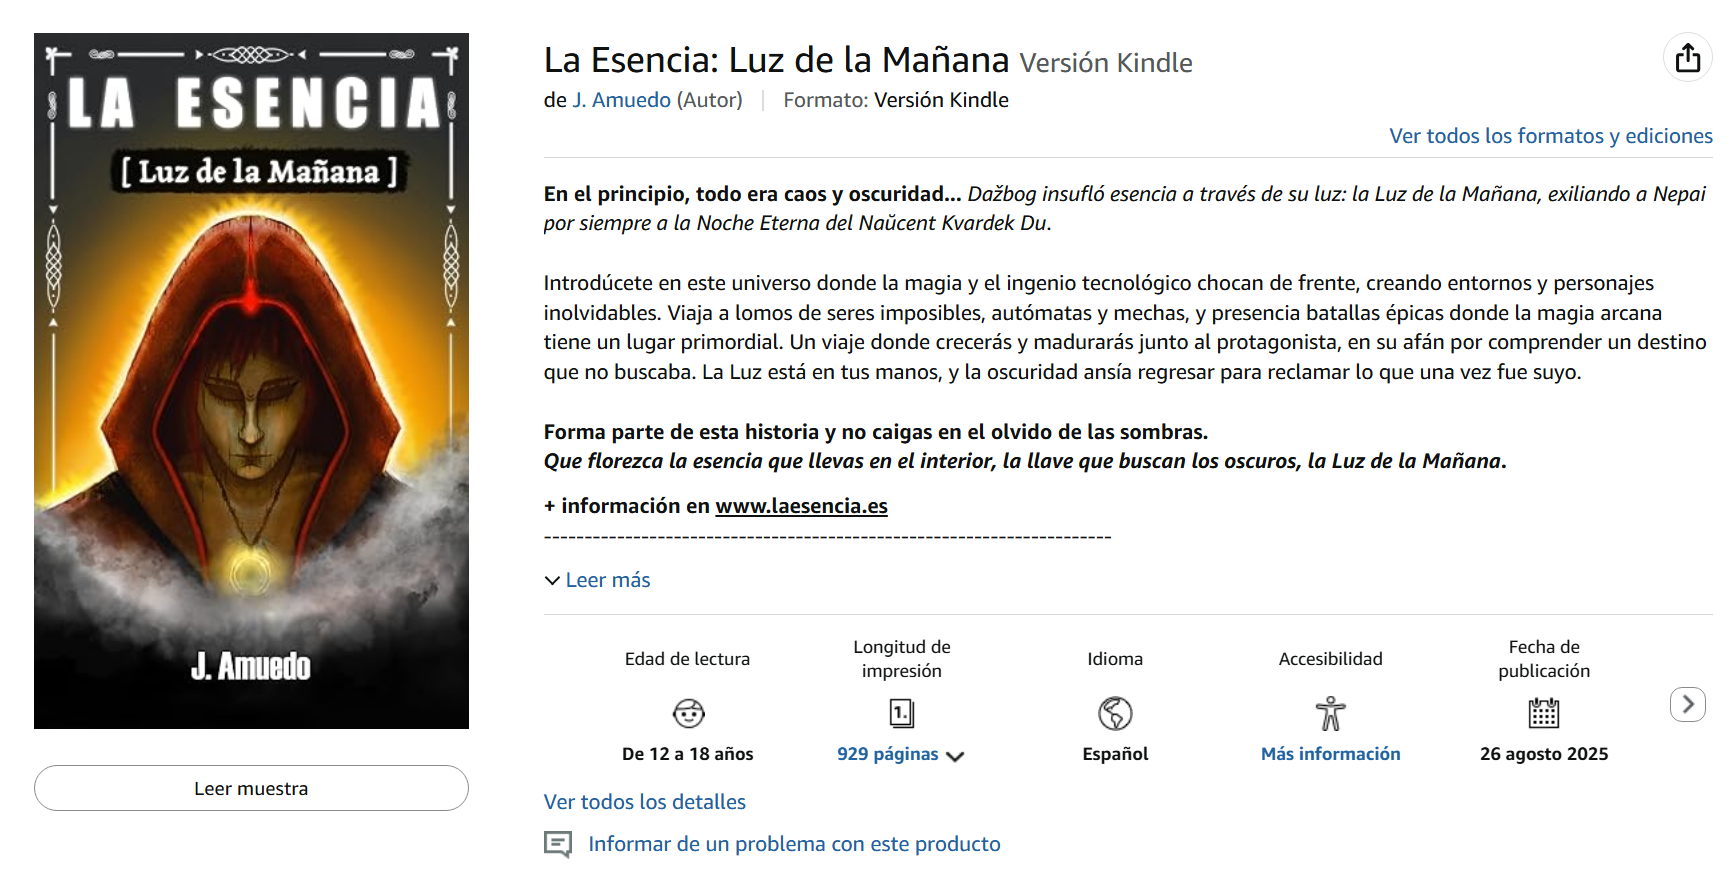 LA ESENCIA
[ Luz de la Mañana ]
J. Amuedo
Leer muestra
La Esencia: Luz de la Mañana Versión Kindle
de J. Amuedo (Autor) | Formato: Versión Kindle
Ver todos los formatos y ediciones
En el principio, todo era caos y oscuridad... Dažbog insufló esencia a través de su luz: la Luz de la Mañana, exiliando a Nepai
por siempre a la Noche Eterna del Naŭcent Kvardek Du.
Introdúcete en este universo donde la magia y el ingenio tecnológico chocan de frente, creando entornos y personajes
inolvidables. Viaja a lomos de seres imposibles, autómatas y mechas, y presencia batallas épicas donde la magia arcana
tiene un lugar primordial. Un viaje donde crecerás y madurarás junto al protagonista, en su afán por comprender un destino
que no buscaba. La Luz está en tus manos, y la oscuridad ansía regresar para reclamar lo que una vez fue suyo.
Forma parte de esta historia y no caigas en el olvido de las sombras.
Que florezca la esencia que llevas en el interior, la llave que buscan los oscuros, la Luz de la Mañana.
+ información en www.laesencia.es
----------------------------------------------------------------------
Leer más
Edad de lectura
De 12 a 18 años
Longitud de
impresión
1.
929 páginas
Idioma
Español
Accesibilidad
Más información
Fecha de
publicación
26 agosto 2025
Ver todos los detalles
Informar de un problema con este producto